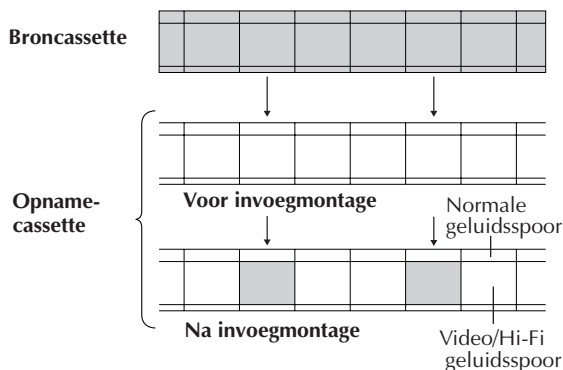 Broncassette
Opname-
cassette
Voor invoegmontage
Normale
geluidsspoor
Na invoegmontage
Video/Hi-Fi
geluidsspoor